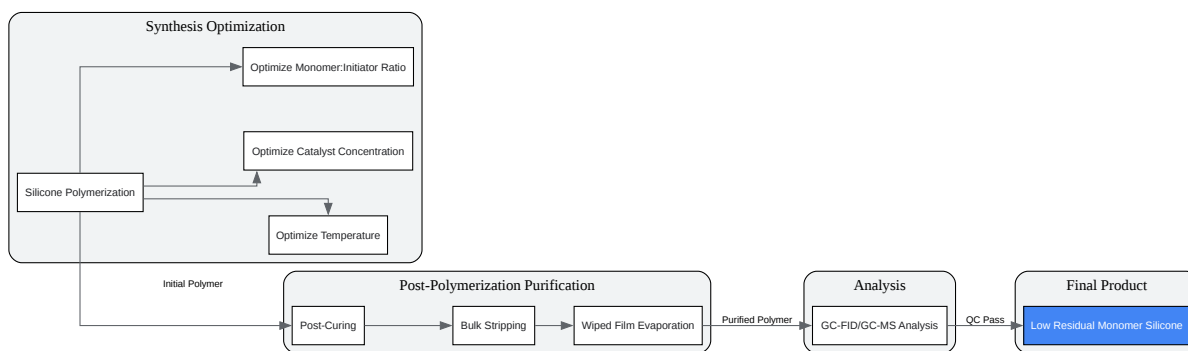 Synthesis Optimization
Optimize Monomer:Initiator Ratio
Optimize Catalyst Concentration
Silicone Polymerization
Optimize Temperature
Initial Polymer
Post-Polymerization Purification
Post-Curing
Bulk Stripping
Wiped Film Evaporation
Purified Polymer
Analysis
GC-FID/GC-MS Analysis
QC Pass
Final Product
Low Residual Monomer Silicone